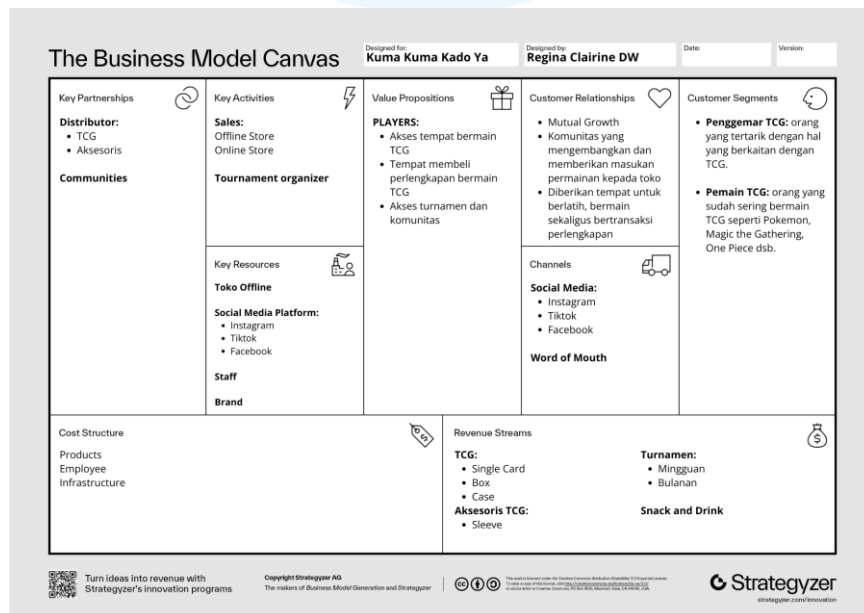 The Business Model Canvas
Designed for:
Kuma Kuma Kado Ya
Designed by:
Regina Clairine DW
Date:
Version:
Key Partnerships
Distributor:
• TCG
• Aksesoris
Communities
Key Activities
Sales:
Offline Store
Online Store
Tournament organizer
Key Resources
Toko Offline
Social Media Platform:
• Instagram
• Tiktok
• Facebook
Staff
Brand
Value Propositions
PLAYERS:
• Akses tempat bermain
TCG
• Tempat membeli
perlengkapan bermain
TCG
• Akses turnamen dan
komunitas
Customer Relationships
• Mutual Growth
• Komunitas yang
mengembangkan dan
memberikan masukan
permainan kepada toko
• Diberikan tempat untuk
berlatih, bermain
sekaligus bertransaksi
perlengkapan
Channels
Social Media:
• Instagram
• Tiktok
• Facebook
Word of Mouth
Customer Segments
• Penggemar TCG: orang
yang tertarik dengan hal
yang berkaitan dengan
TCG.
• Pemain TCG: orang yang
sudah sering bermain
TCG seperti Pokemon,
Magic the Gathering,
One Piece dsb.
Cost Structure
Products
Employee
Infrastructure
Revenue Streams
TCG:
• Single Card
• Box
• Case
Aksesoris TCG:
• Sleeve
Turnamen:
• Mingguan
• Bulanan
Snack and Drink
Turn ideas into revenue with
Strategyzer's innovation programs
Copyright Strategyzer AG
The makers of Business Model Generation and Strategyzer
Strategyzer
strategyzer.com/innovation